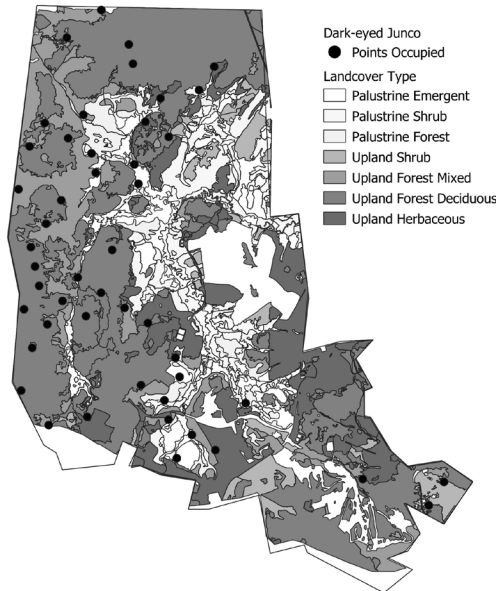 Dark-eyed Junco
Points Occupied
Landcover Type
Palustrine Emergent
Palustrine Shrub
Palustrine Forest
Upland Shrub
Upland Forest Mixed
Upland Forest Deciduous
Upland Herbaceous